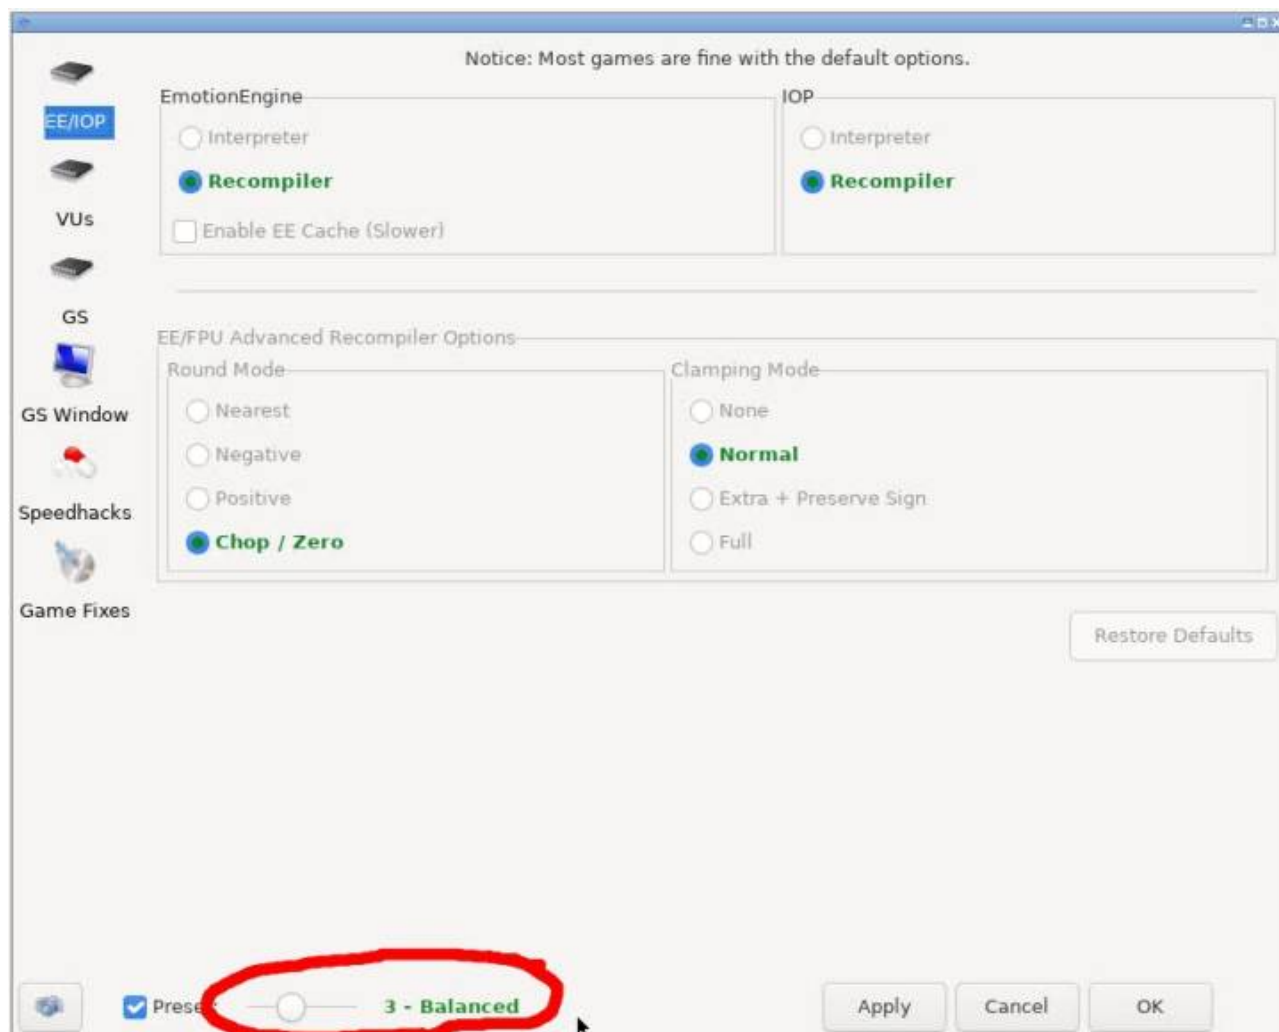 Notice: Most games are fine with the default options.
EE/IOP
VUs
GS
GS Window
Speedhacks
Game Fixes
EmotionEngine
Interpreter
Recompiler
Enable EE Cache (Slower)
IOP
Interpreter
Recompiler
EE/FPU Advanced Recompiler Options
Round Mode
Nearest
Negative
Positive
Chop / Zero
Clamping Mode
None
Normal
Extra + Preserve Sign
Full
Restore Defaults
3 - Balanced
Apply
Cancel
OK